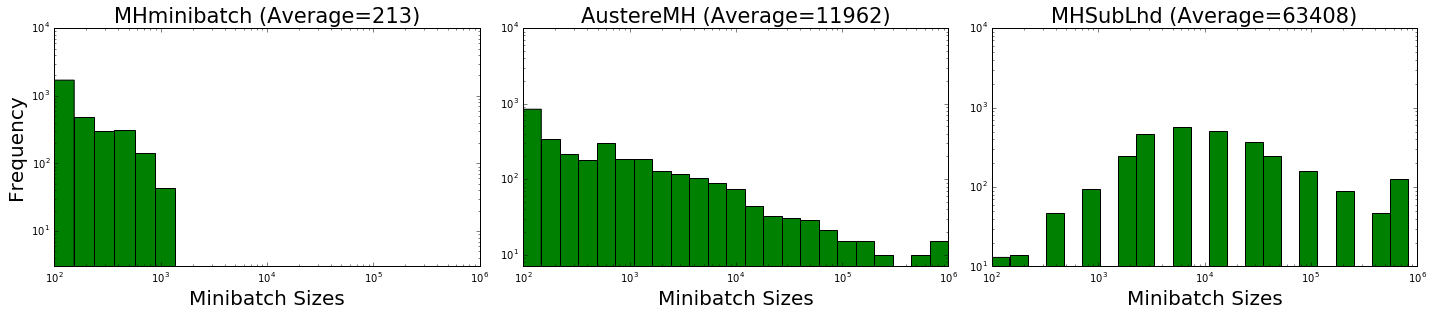 MHminibatch (Average=213)
10^4
10^3
10^2
10^1
Frequency
10^2 10^3 10^4 10^5 10^6
Minibatch Sizes
AustereMH (Average=11962)
10^4
10^3
10^2
10^1
10^2 10^3 10^4 10^5 10^6
Minibatch Sizes
MHSubLhd (Average=63408)
10^4
10^3
10^2
10^1
10^2 10^3 10^4 10^5 10^6
Minibatch Sizes